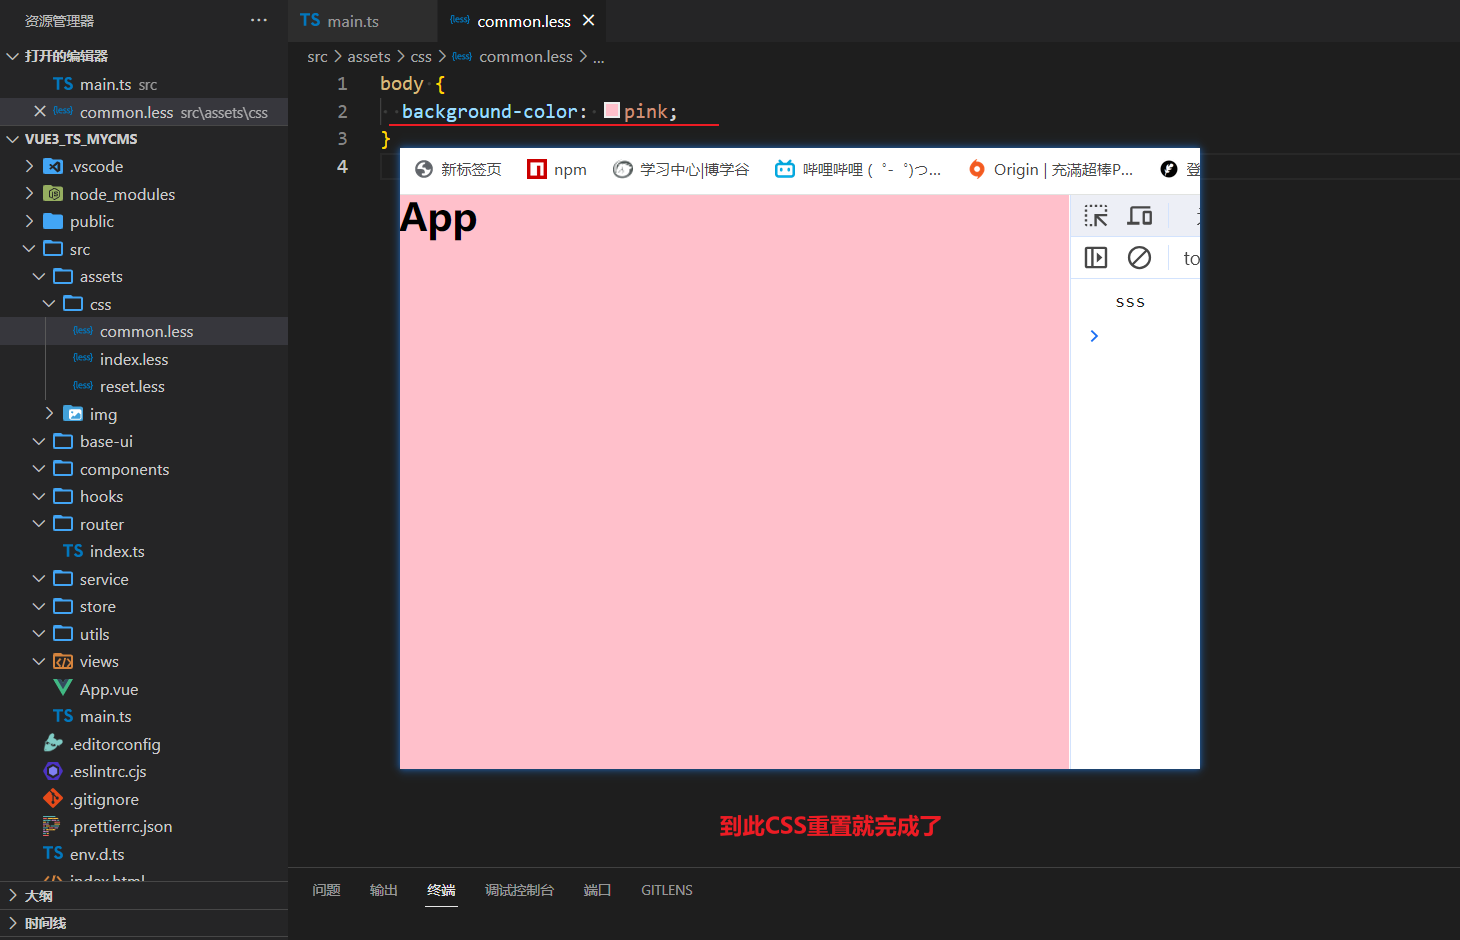 资源管理器 ···
打开的编辑器
TS main.ts src
{less} common.less src\assets\css
VUE3_TS_MYCMS
.vscode
node_modules
public
src
assets
css
{less} common.less
{less} index.less
{less} reset.less
img
base-ui
components
hooks
router
TS index.ts
service
store
utils
views
App.vue
TS main.ts
.editorconfig
.eslintrc.cjs
.gitignore
.prettierrc.json
TS env.d.ts
index.html
大纲
时间线
TS main.ts
{less} common.less
src > assets > css > {less} common.less > ...
1 body {
2 background-color: pink;
3 }
4
新标签页 npm 学习中心|博学谷 哔哩哔哩 ( ゜- ゜)つ... Origin | 充滿超棒P... 登
App
to
sss
到此CSS重置就完成了
问题 输出 终端 调试控制台 端口 GITLENS